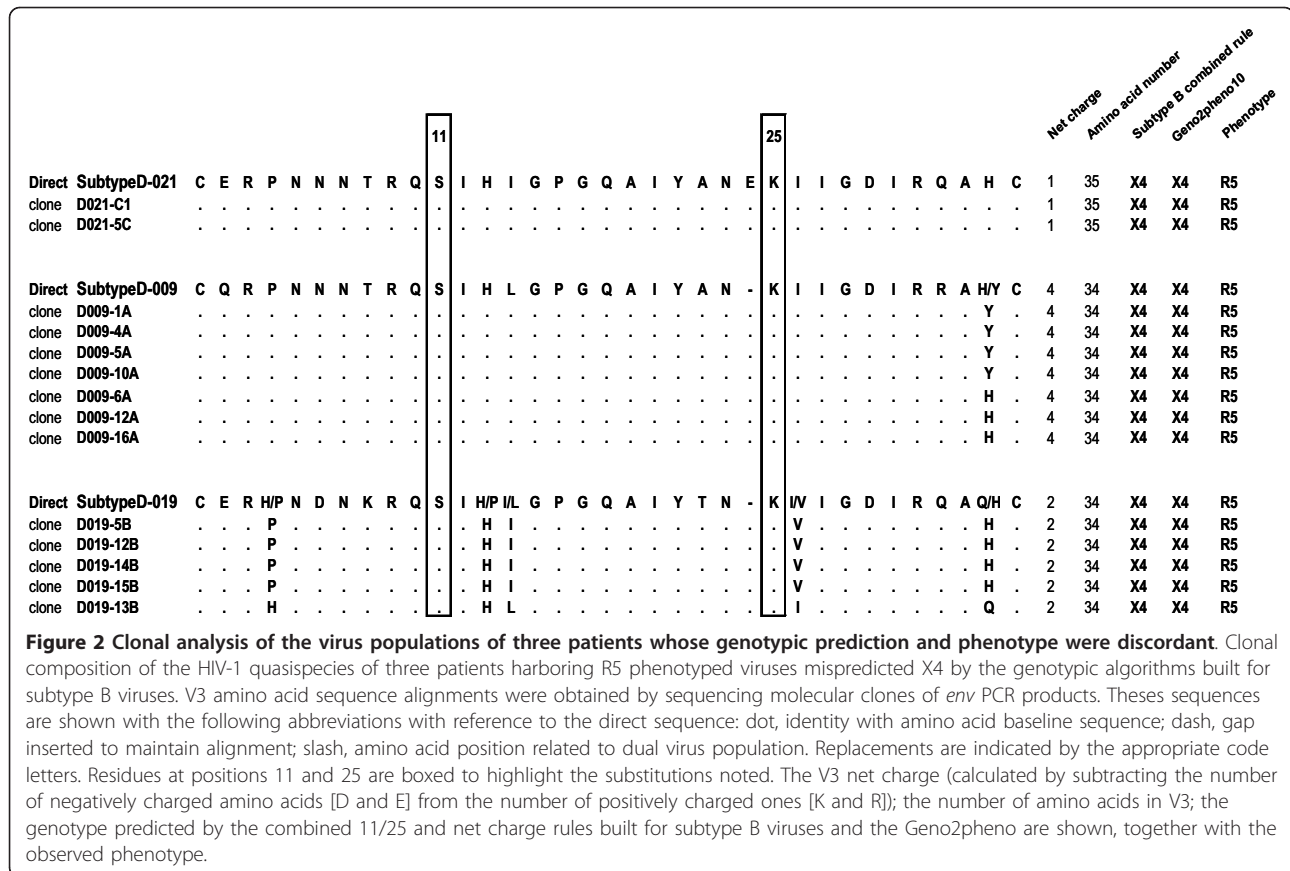 Net charge
Amino acid number
Subtype B combined rule
Geno2pheno10
Phenotype
11
25
Direct SubtypeD-021 C E R P N N N T R Q S I H I G P G Q A I Y A N E K I I G D I R Q A H C 1 35 X4 X4 R5
clone D021-C1 . . . . . . . . . . . . . . . . . . . . . . . . . . . . . . . . . . . 1 35 X4 X4 R5
clone D021-5C . . . . . . . . . . . . . . . . . . . . . . . . . . . . . . . . . . . 1 35 X4 X4 R5
Direct SubtypeD-009 C Q R P N N N T R Q S I H L G P G Q A I Y A N - K I I G D I R R A H/Y C 4 34 X4 X4 R5
clone D009-1A . . . . . . . . . . . . . . . . . . . . . . . . . . . . . . . . . Y . 4 34 X4 X4 R5
clone D009-4A . . . . . . . . . . . . . . . . . . . . . . . . . . . . . . . . . Y . 4 34 X4 X4 R5
clone D009-5A . . . . . . . . . . . . . . . . . . . . . . . . . . . . . . . . . Y . 4 34 X4 X4 R5
clone D009-10A . . . . . . . . . . . . . . . . . . . . . . . . . . . . . . . . . Y . 4 34 X4 X4 R5
clone D009-6A . . . . . . . . . . . . . . . . . . . . . . . . . . . . . . . . . H . 4 34 X4 X4 R5
clone D009-12A . . . . . . . . . . . . . . . . . . . . . . . . . . . . . . . . . H . 4 34 X4 X4 R5
clone D009-16A . . . . . . . . . . . . . . . . . . . . . . . . . . . . . . . . . H . 4 34 X4 X4 R5
Direct SubtypeD-019 C E R H/P N D N K R Q S I H/P I/L G P G Q A I Y T N - K I/V I G D I R Q A Q/H C 2 34 X4 X4 R5
clone D019-5B . . . P . . . . . . . . H I . . . . . . . . . . . V . . . . . . . H . 2 34 X4 X4 R5
clone D019-12B . . . P . . . . . . . . H I . . . . . . . . . . . V . . . . . . . H . 2 34 X4 X4 R5
clone D019-14B . . . P . . . . . . . . H I . . . . . . . . . . . V . . . . . . . H . 2 34 X4 X4 R5
clone D019-15B . . . P . . . . . . . . H I . . . . . . . . . . . V . . . . . . . H . 2 34 X4 X4 R5
clone D019-13B . . . H . . . . . . . . H L . . . . . . . . . . . I . . . . . . . Q . 2 34 X4 X4 R5
Figure 2 Clonal analysis of the virus populations of three patients whose genotypic prediction and phenotype were discordant. Clonal
composition of the HIV-1 quasispecies of three patients harboring R5 phenotyped viruses mispredicted X4 by the genotypic algorithms built for
subtype B viruses. V3 amino acid sequence alignments were obtained by sequencing molecular clones of env PCR products. Theses sequences
are shown with the following abbreviations with reference to the direct sequence: dot, identity with amino acid baseline sequence; dash, gap
inserted to maintain alignment; slash, amino acid position related to dual virus population. Replacements are indicated by the appropriate code
letters. Residues at positions 11 and 25 are boxed to highlight the substitutions noted. The V3 net charge (calculated by subtracting the number
of negatively charged amino acids [D and E] from the number of positively charged ones [K and R]); the number of amino acids in V3; the
genotype predicted by the combined 11/25 and net charge rules built for subtype B viruses and the Geno2pheno are shown, together with the
observed phenotype.